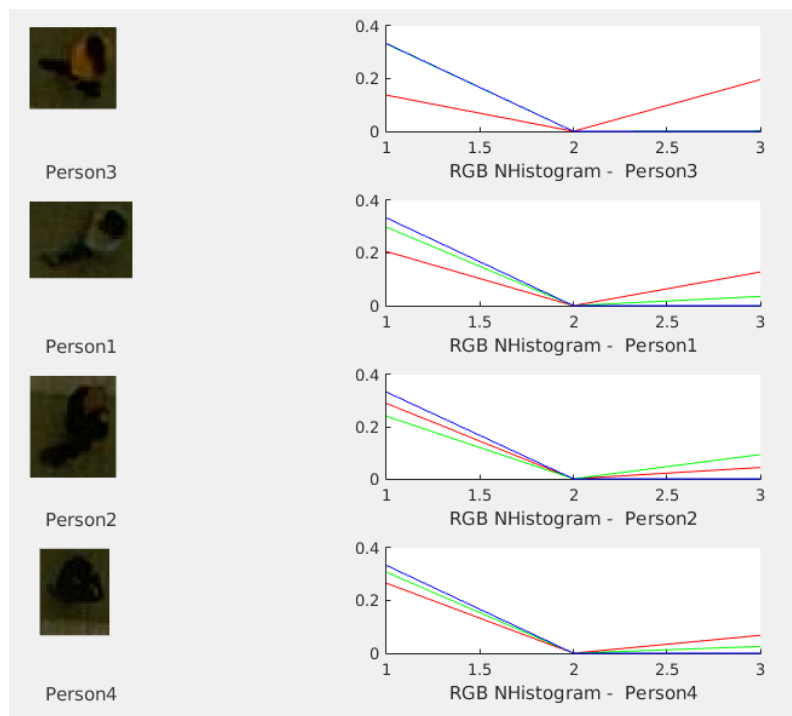 0.4
0.2
0
1 1.5 2 2.5 3
Person3
RGB NHistogram - Person3
0.4
0.2
0
1 1.5 2 2.5 3
Person1
RGB NHistogram - Person1
0.4
0.2
0
1 1.5 2 2.5 3
Person2
RGB NHistogram - Person2
0.4
0.2
0
1 1.5 2 2.5 3
Person4
RGB NHistogram - Person4